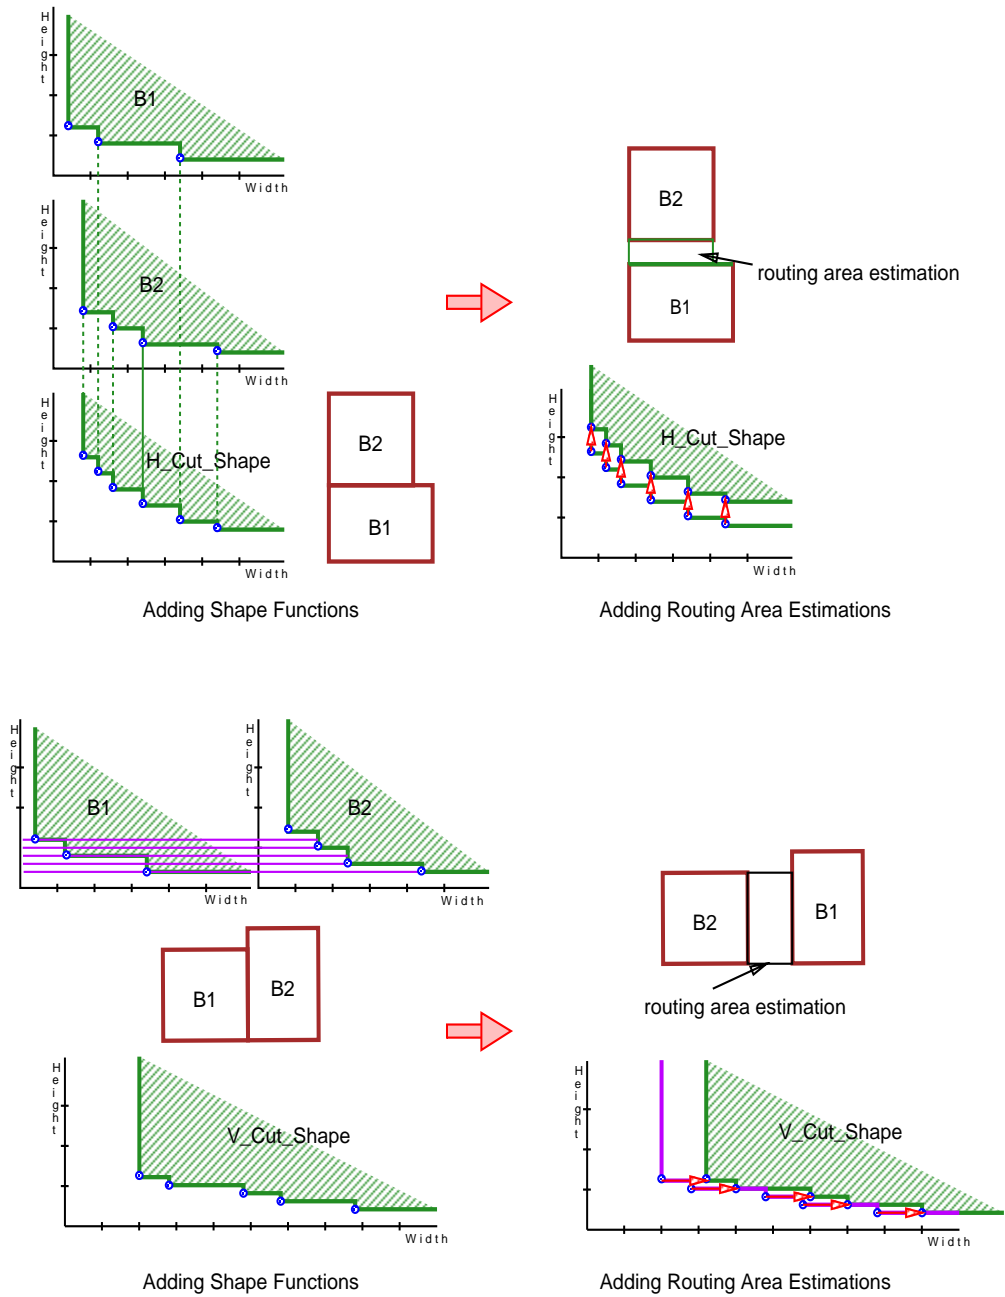 Height
B1
Width
Height
B2
Width
Height
H_Cut_Shape
Width
B2
B1
Adding Shape Functions
B2
routing area estimation
B1
Height
H_Cut_Shape
Width
Adding Routing Area Estimations
Height
B1
Width
Height
B2
Width
B1
B2
Height
V_Cut_Shape
Adding Shape Functions
B2
B1
routing area estimation
Height
V_Cut_Shape
Width
Adding Routing Area Estimations